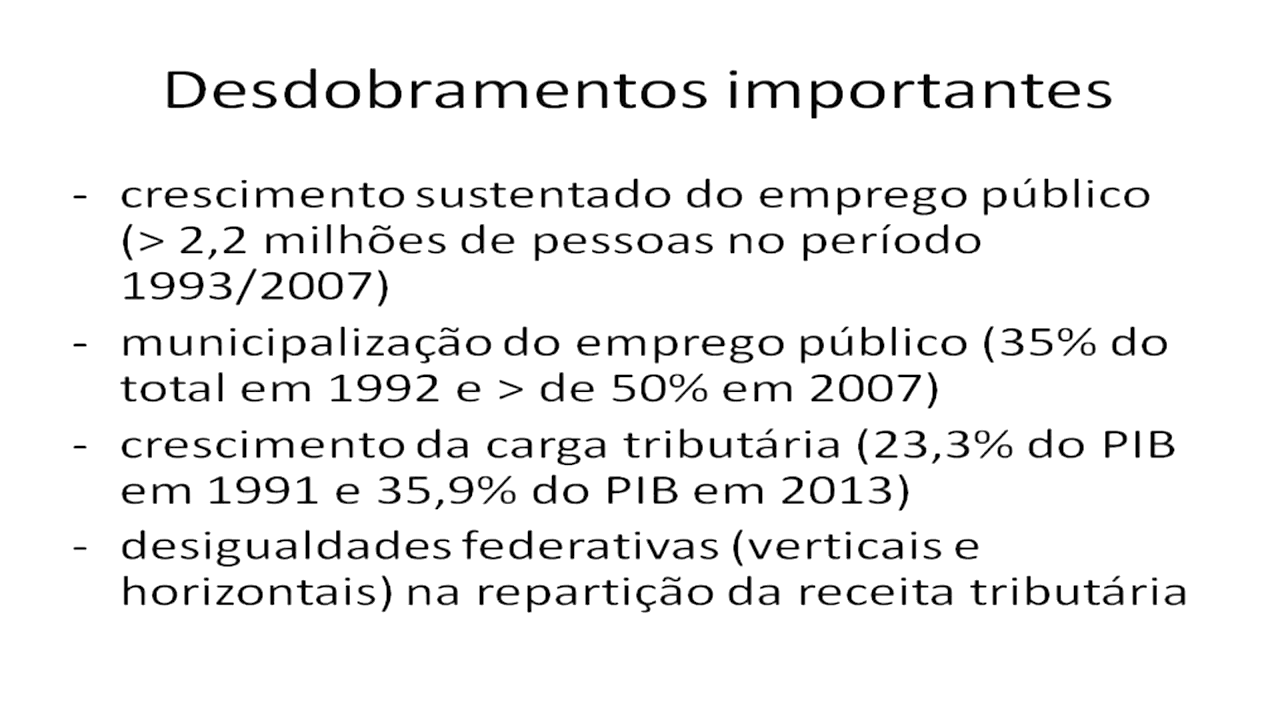 Desdobramentos importantes
- crescimento sustentado do emprego público
(> 2,2 milhões de pessoas no período
1993/2007)
- municipalização do emprego público (35% do
total em 1992 e > de 50% em 2007)
- crescimento da carga tributária (23,3% do PIB
em 1991 e 35,9% do PIB em 2013)
- desigualdades federativas (verticais e
horizontais) na repartição da receita tributária